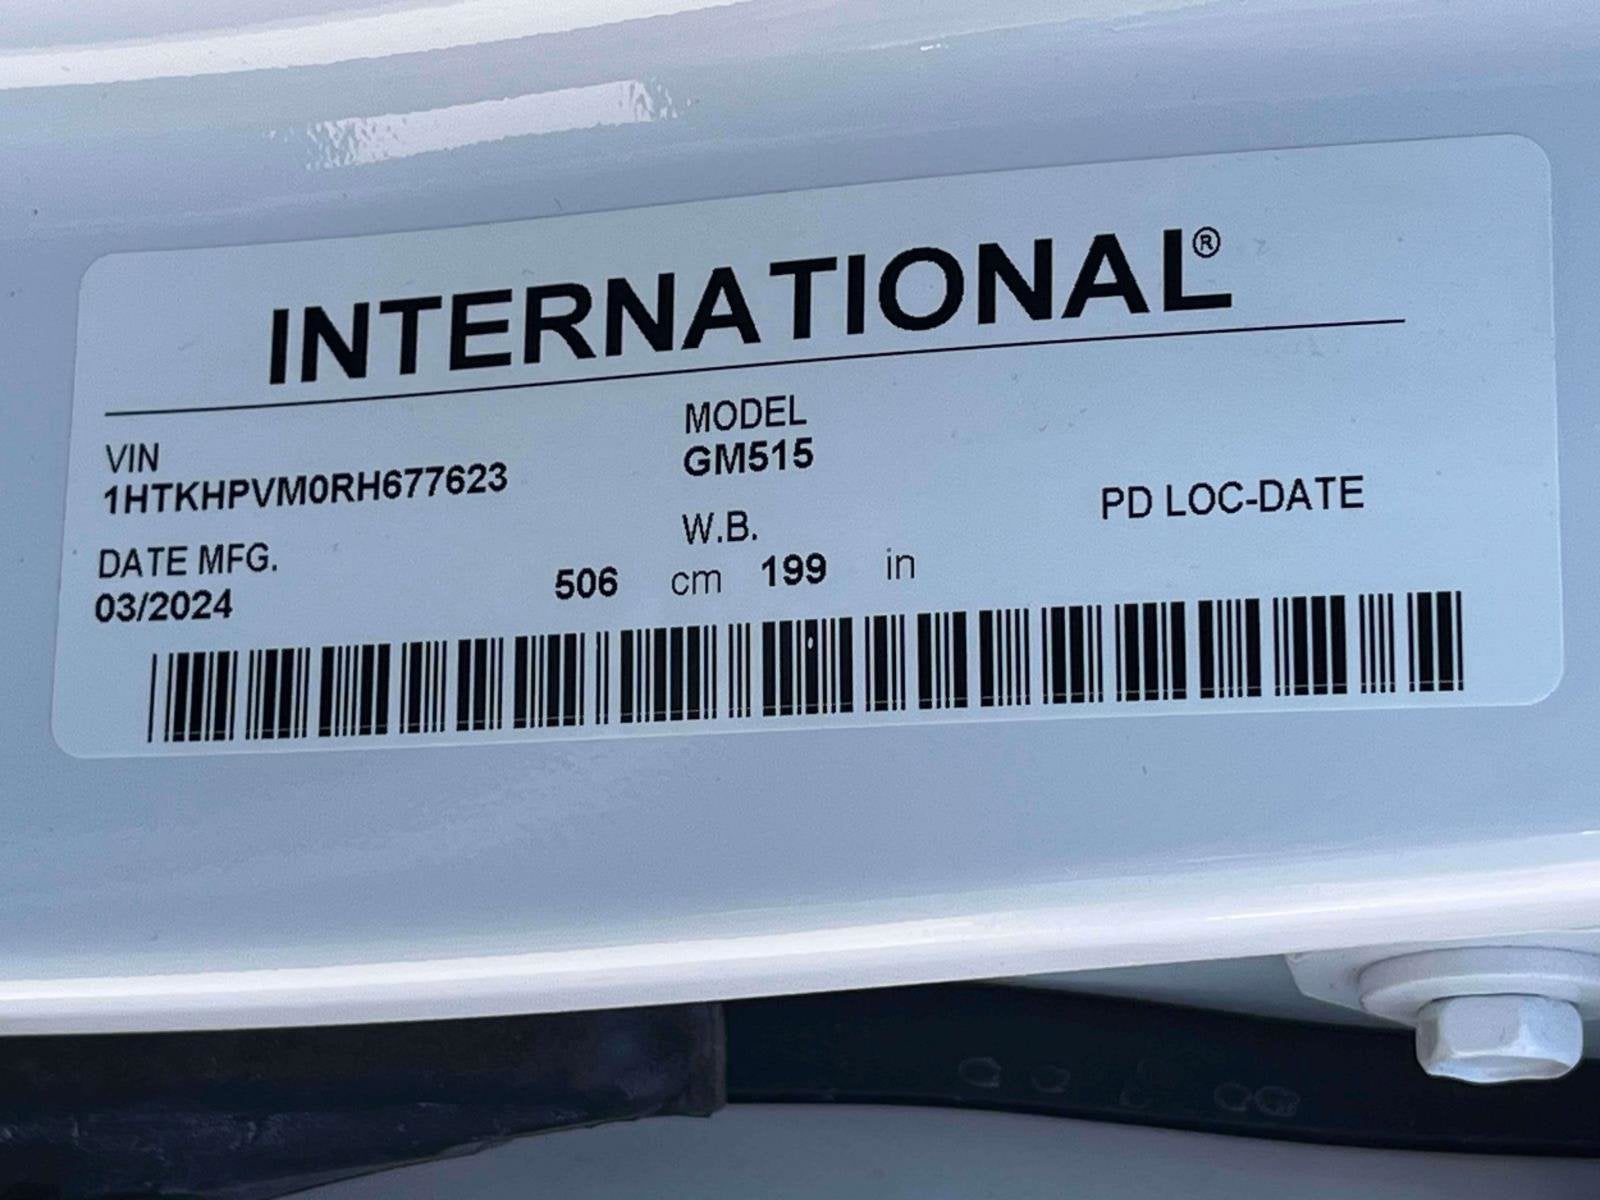 INTERNATIONAL®
VIN
1HTKHPVM0RH677623
MODEL
GM515
DATE MFG.
03/2024
W.B.
506 cm 199 in
PD LOC-DATE